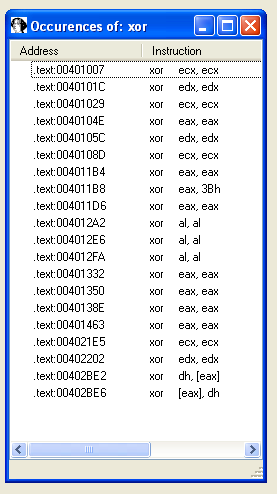 Occurences of: xor
Address Instruction
.text:00401007 xor ecx, ecx
.text:0040101C xor edx, edx
.text:00401029 xor ecx, ecx
.text:0040104E xor eax, eax
.text:0040105C xor edx, edx
.text:0040108D xor ecx, ecx
.text:004011B4 xor eax, eax
.text:004011B8 xor eax, 3Bh
.text:004011D6 xor eax, eax
.text:004012A2 xor al, al
.text:004012E6 xor al, al
.text:004012FA xor al, al
.text:00401332 xor eax, eax
.text:00401350 xor eax, eax
.text:0040138E xor eax, eax
.text:00401463 xor eax, eax
.text:004021E5 xor ecx, ecx
.text:00402202 xor edx, edx
.text:00402BE2 xor dh, [eax]
.text:00402BE6 xor [eax], dh